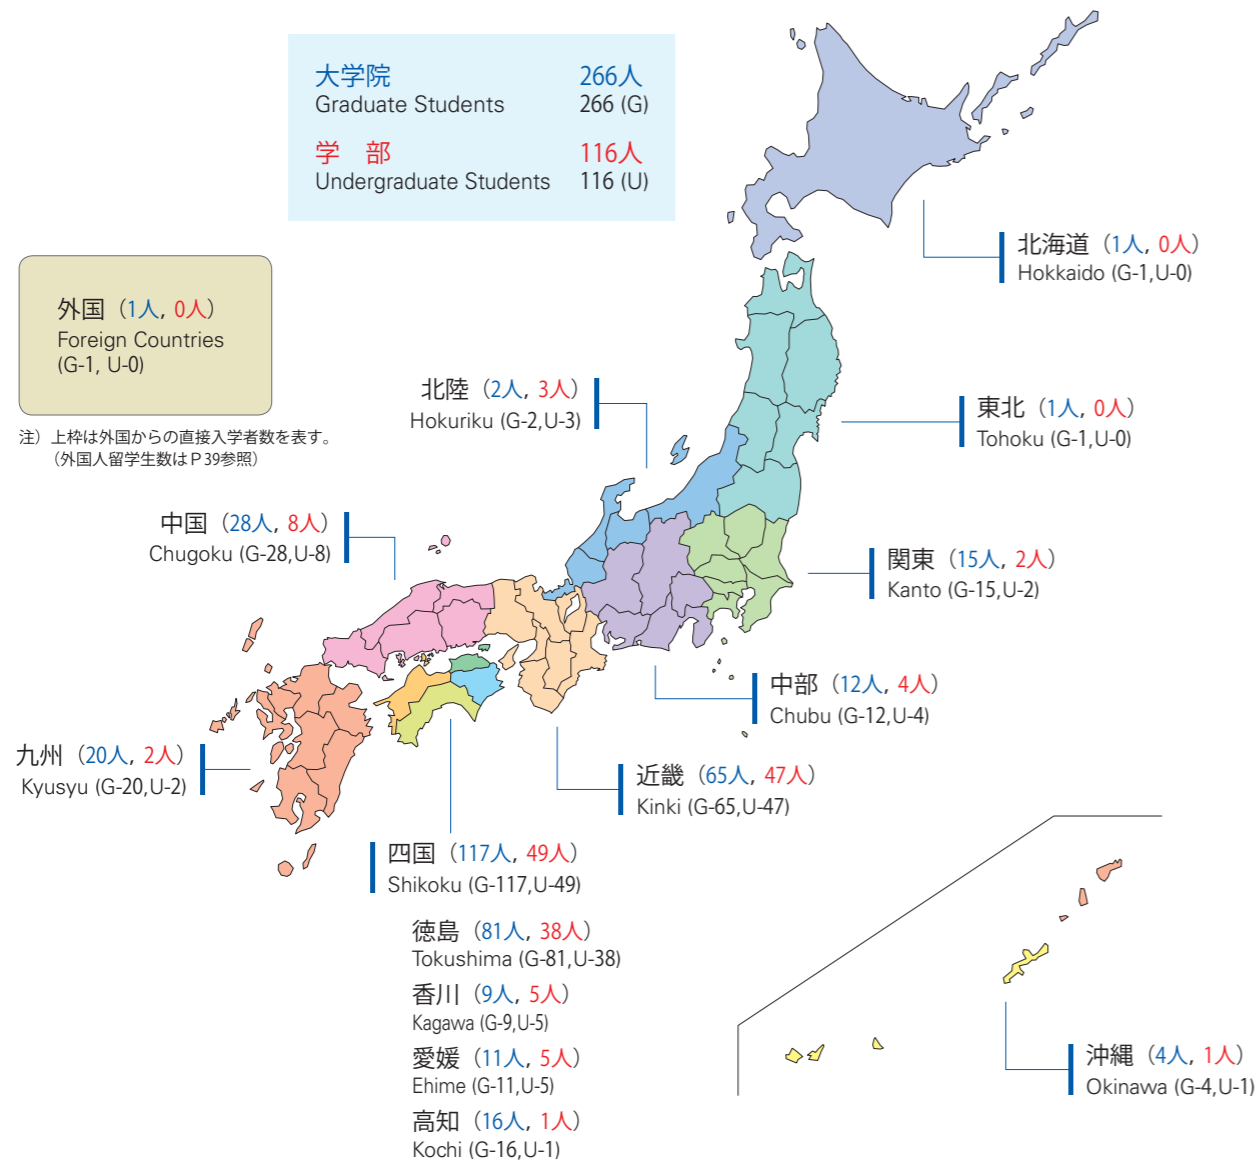 大学院 266人
Graduate Students 266 (G)
学 部 116人
Undergraduate Students 116 (U)
外国（1人, 0人）
Foreign Countries
(G-1, U-0)
注）上枠は外国からの直接入学者数を表す。
（外国人留学生数はP39参照）
北海道（1人, 0人）
Hokkaido (G-1,U-0)
北陸（2人, 3人）
Hokuriku (G-2,U-3)
東北（1人, 0人）
Tohoku (G-1,U-0)
中国（28人, 8人）
Chugoku (G-28,U-8)
関東（15人, 2人）
Kanto (G-15,U-2)
中部（12人, 4人）
Chubu (G-12,U-4)
九州（20人, 2人）
Kyusyu (G-20,U-2)
近畿（65人, 47人）
Kinki (G-65,U-47)
四国（117人, 49人）
Shikoku (G-117,U-49)
徳島（81人, 38人）
Tokushima (G-81,U-38)
香川（9人, 5人）
Kagawa (G-9,U-5)
愛媛（11人, 5人）
Ehime (G-11,U-5)
高知（16人, 1人）
Kochi (G-16,U-1)
沖縄（4人, 1人）
Okinawa (G-4,U-1)